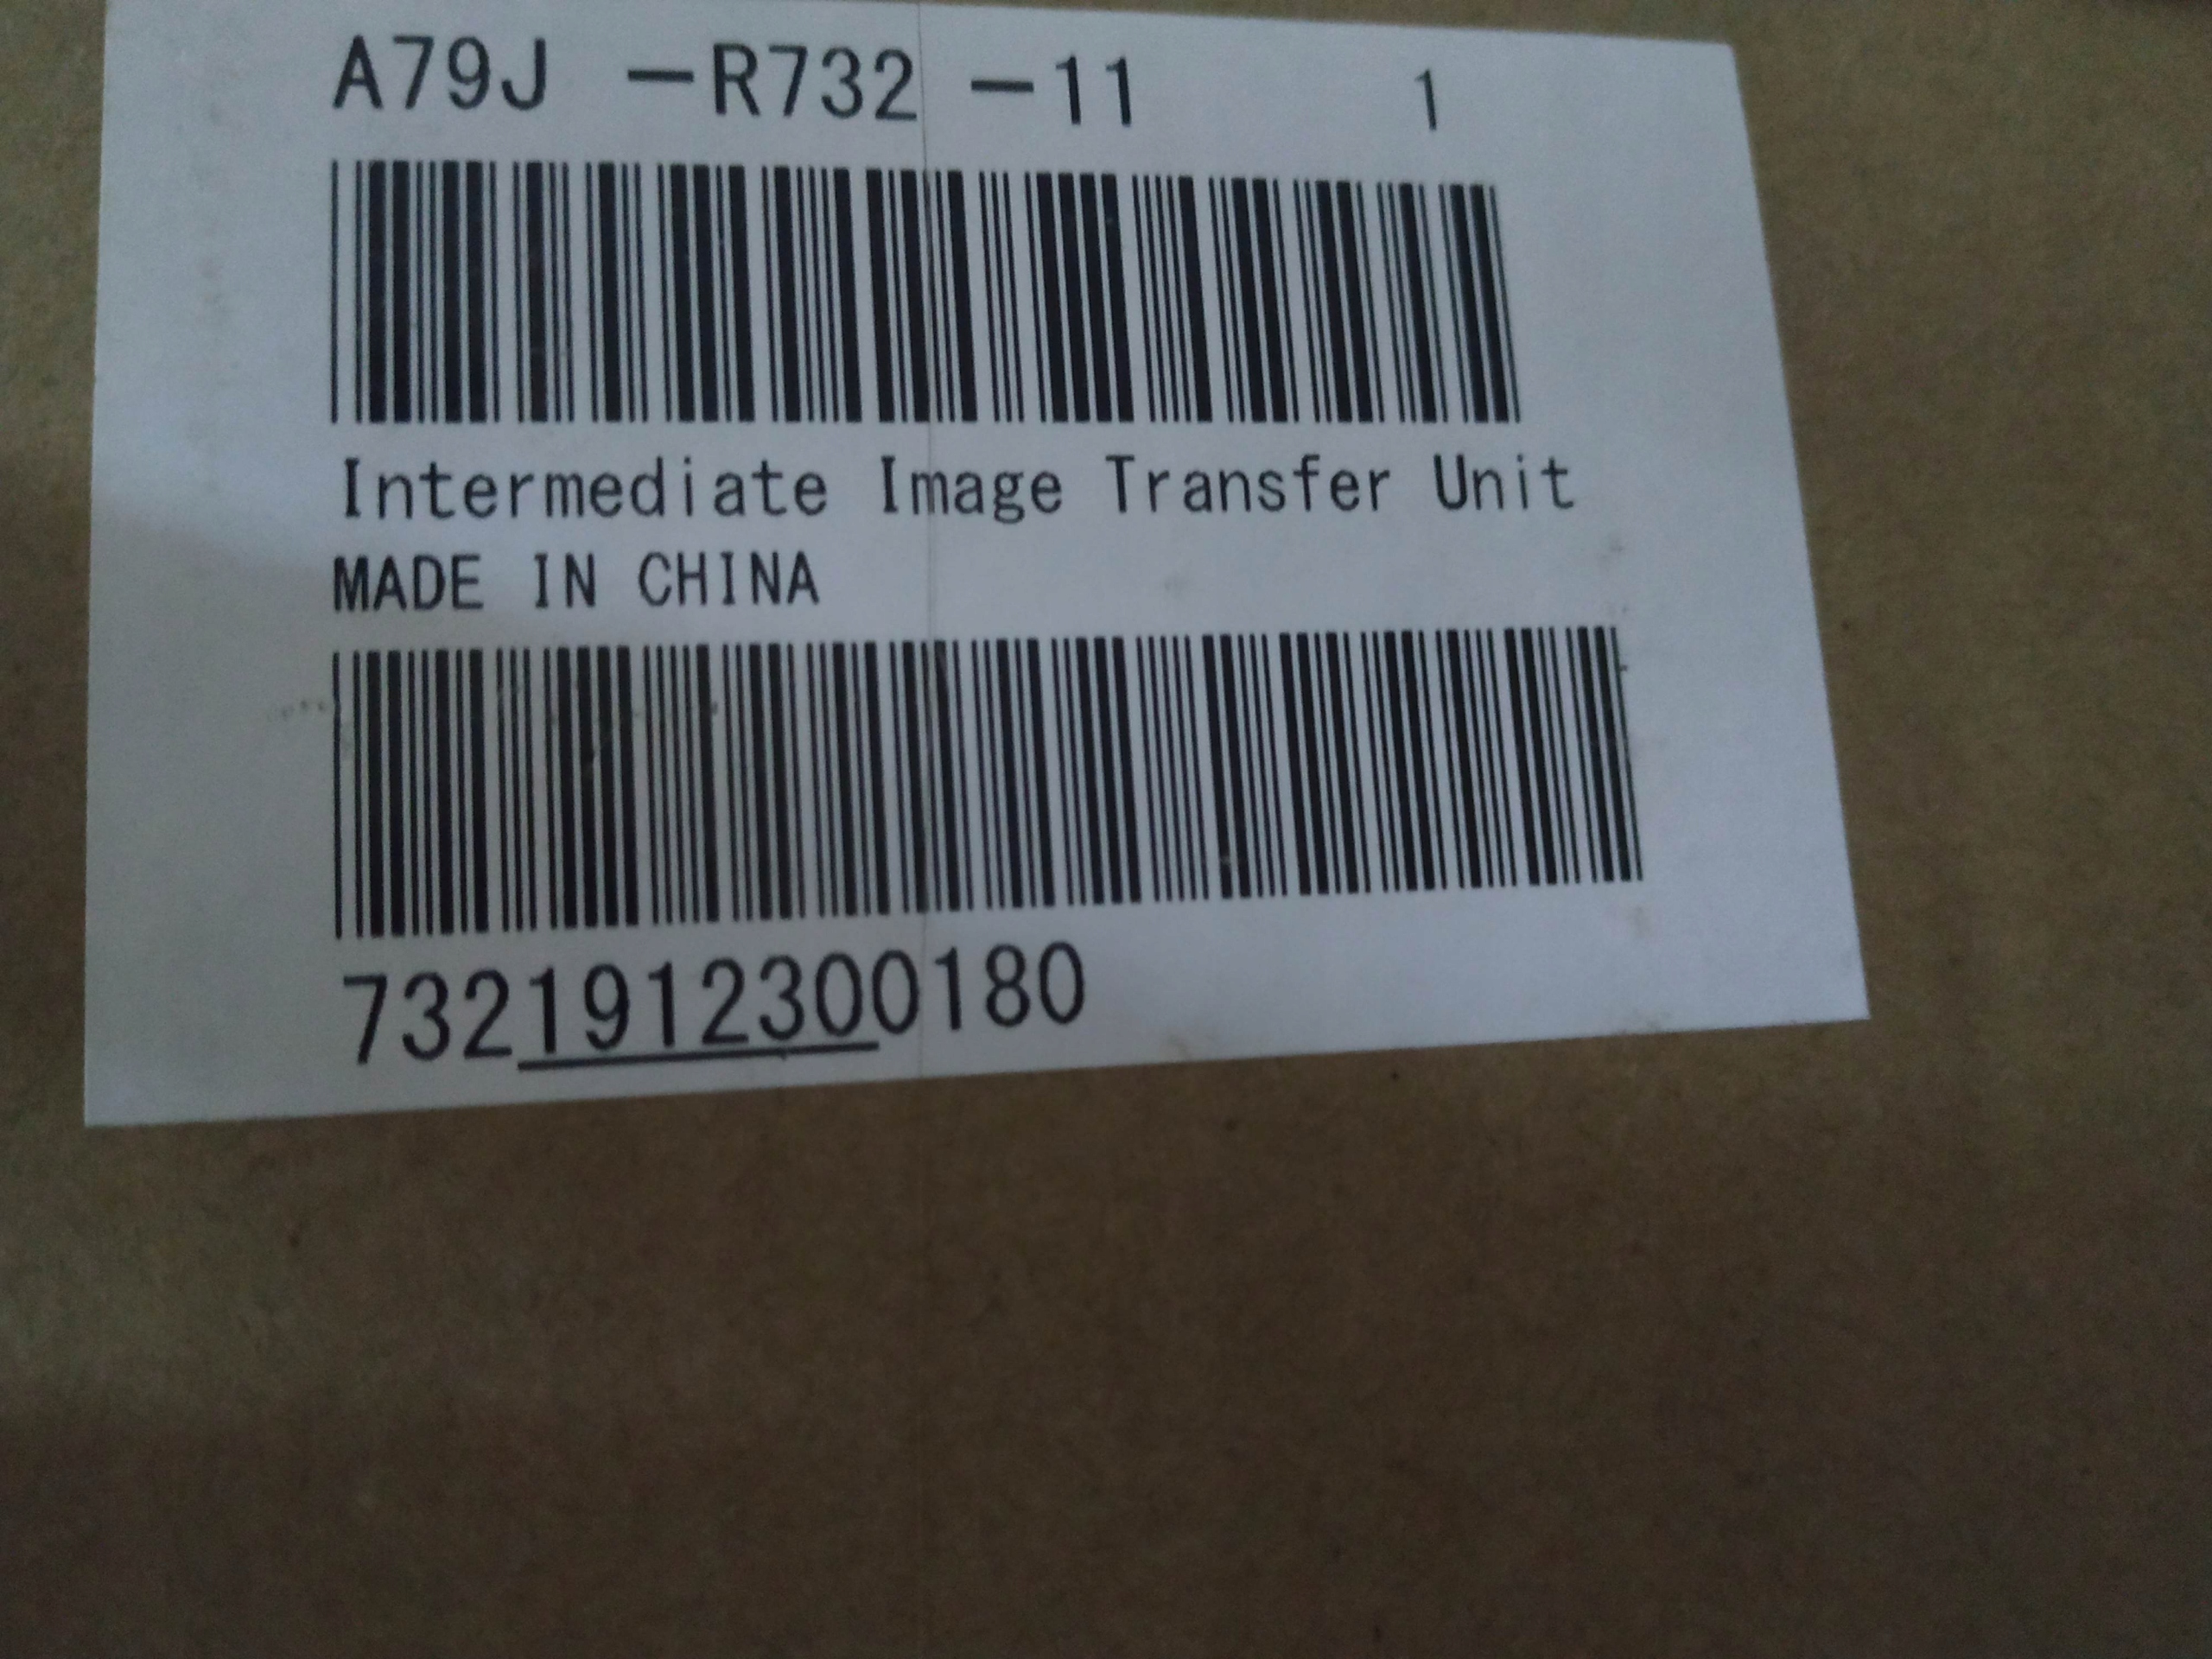 A79J -R732 -11 1
Intermediate Image Transfer Unit
MADE IN CHINA
7321912300180